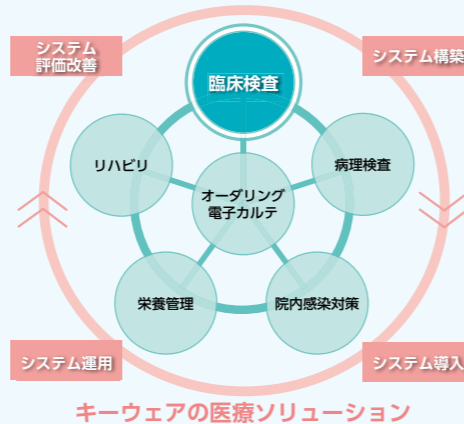 システム
評価改善
システム構築
臨床検査
リハビリ
病理検査
オーダリング
電子カルテ
栄養管理
院内感染対策
システム運用
システム導入
キーウェアの医療ソリューション